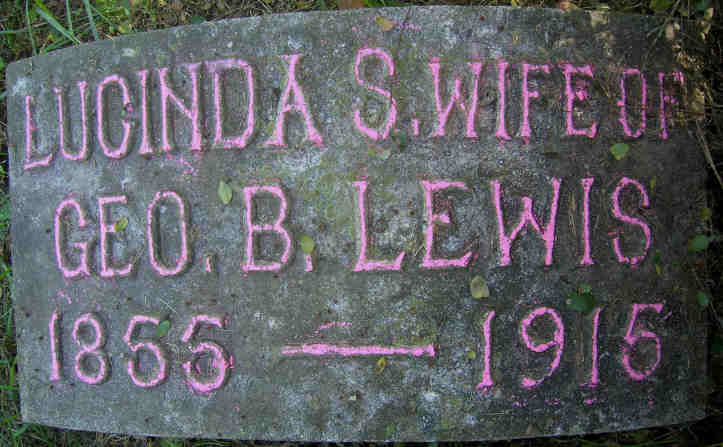 LUCINDA S. WIFE OF
GEO. B. LEWIS
1855 — 1915